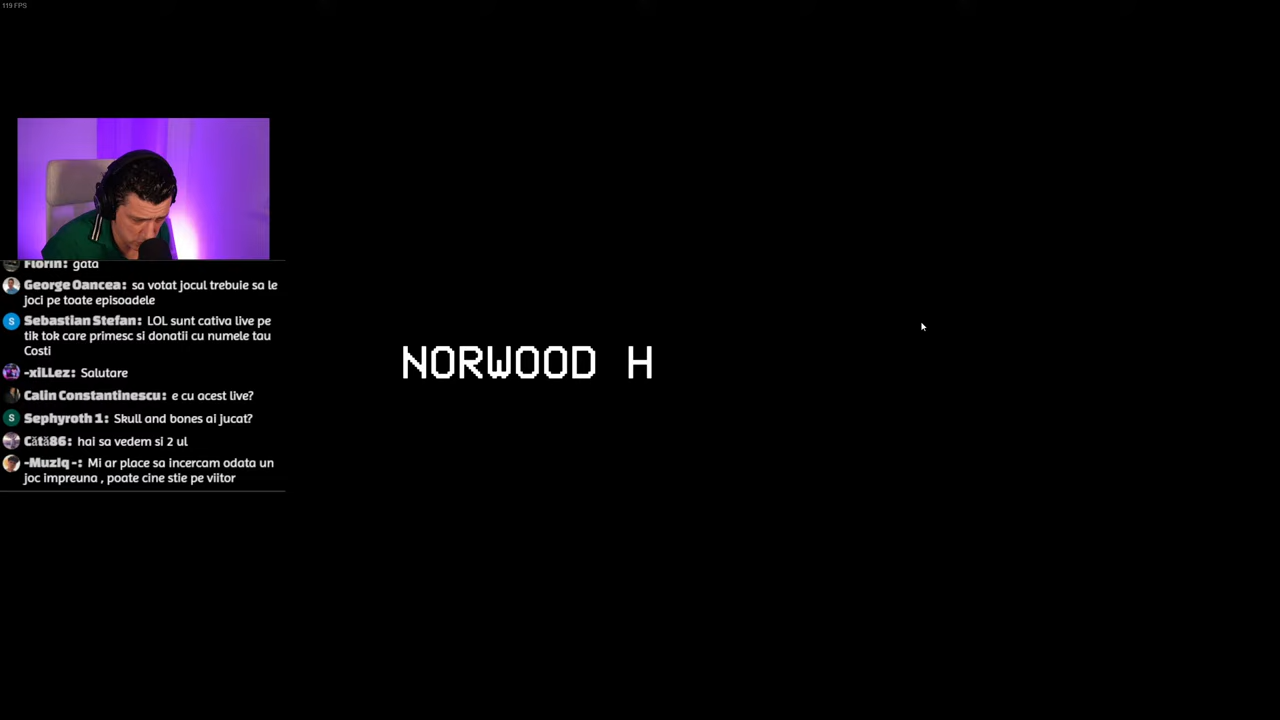 119 FPS
Florin: gata
George Oancea: sa votat jocul trebuie sa le
joci pe toate episoadele
S Sebastian Stefan: LOL sunt cativa live pe
tik tok care primesc si donatii cu numele tau
Costi
-xiLLez: Salutare
Calin Constantinescu: e cu acest live?
S Sephyroth 1: Skull and bones ai jucat?
Cătă86: hai sa vedem si 2 ul
-Muziq-: Mi ar place sa incercam odata un
joc impreuna , poate cine stie pe viitor
NORWOOD H